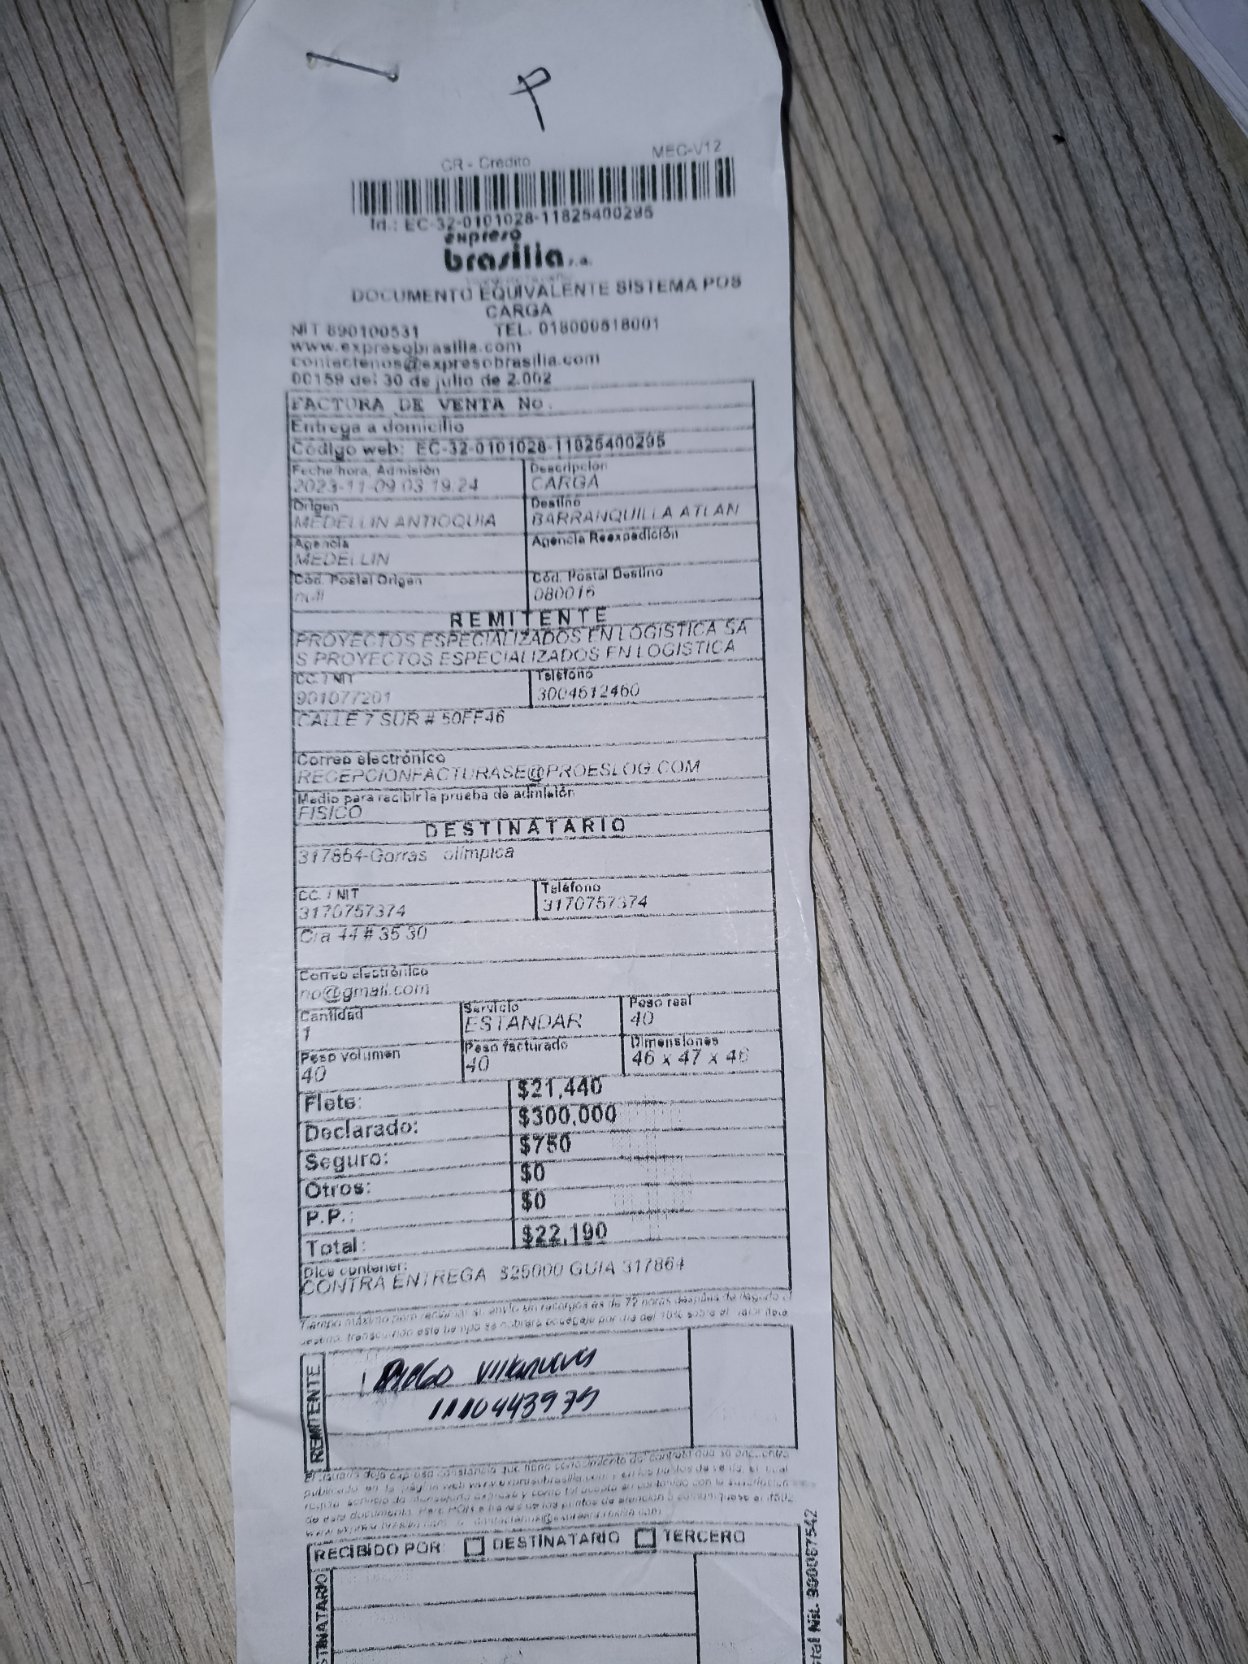 CR - Credito MEC-V12
Id.: EC-32-0101028-11825400295
expreso
brasilia s.a.
DOCUMENTO EQUIVALENTE SISTEMA POS
CARGA
NIT 890100531 TEL. 018000518001
www.expresobrasilia.com
contactenos@expresobrasilia.com
00159 del 30 de julio de 2.002
FACTURA DE VENTA No.
Entrega a domicilio
Código web: EC-32-0101028-11825400295
Fecha/hora, Admisión Descripción
2023-11-09 03.19.24 CARGA
Origen Destino
MEDELLIN ANTIOQUIA BARRANQUILLA ATLAN
Agencia Agencia Reexpedición
MEDELLIN
Cód. Postal Origen Cód. Postal Destino
null 080016
REMITENTE
PROYECTOS ESPECIALIZADOS EN LOGISTICA SA
S PROYECTOS ESPECIALIZADOS EN LOGISTICA
CC. / NIT Teléfono
901077201 3004612460
CALLE 7 SUR # 50FF46
Correo electrónico
RECEPCIONFACTURASE@PROESLOG.COM
Medio para recibir la prueba de admisión
FISICO
DESTINATARIO
317864-Gorras olímpica
CC. / NIT Teléfono
3170757374 3170757374
Cra 44 # 35 30
Correo electrónico
no@gmail.com
Cantidad Servicio Peso real
1 ESTANDAR 40
Peso volumen Peso facturado Dimensiones
40 40 46 x 47 x 46
Flete: $21,440
Declarado: $300,000
Seguro: $750
Otros: $0
P.P.: $0
Total: $22,190
Dice contener:
CONTRA ENTREGA $25000 GUIA 317864
REMITENTE
Diego Villanueva
1110443975
RECIBIDO POR: DESTINATARIO TERCERO